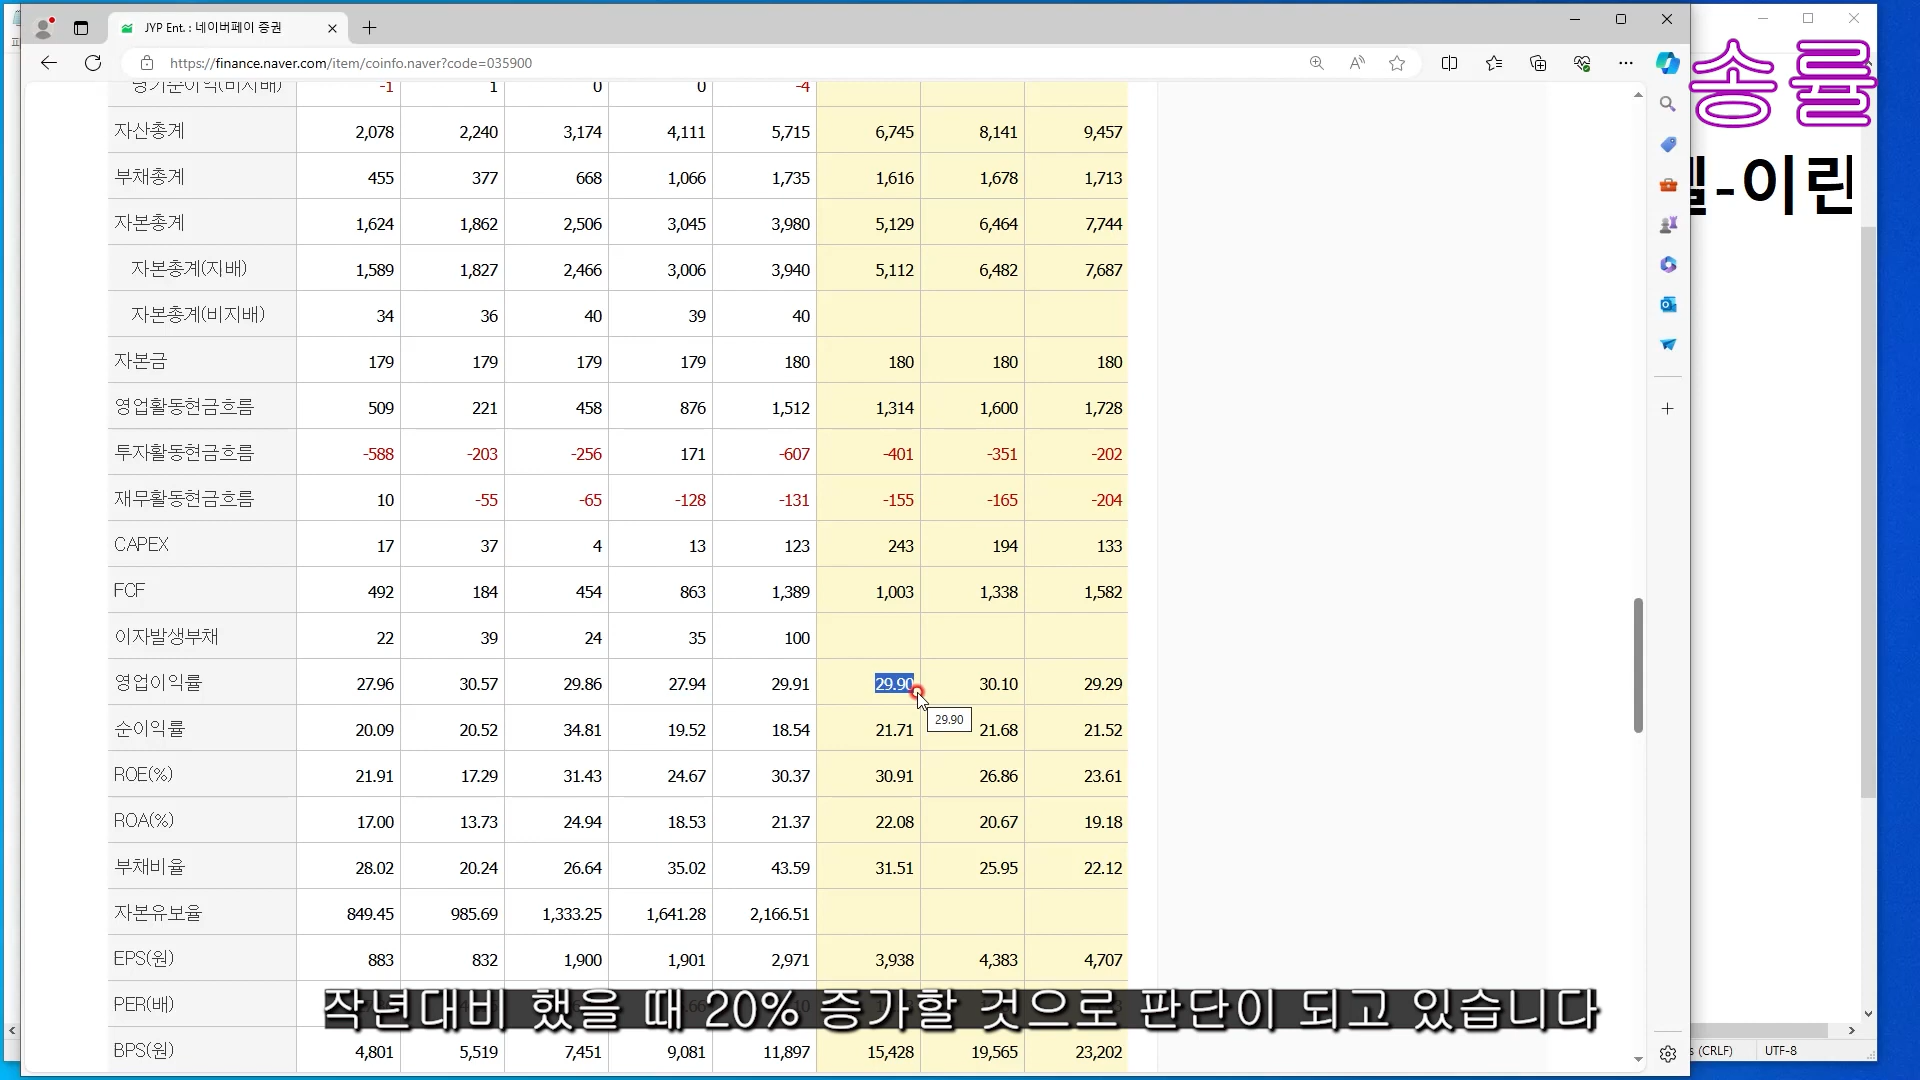 JYP Ent. : 네이버페이 증권
https://finance.naver.com/item/coinfo.naver?code=035900
송률
-이린
당기순이익(비지배) -1 1 0 0 -4
자산총계 2,078 2,240 3,174 4,111 5,715 6,745 8,141 9,457
부채총계 455 377 668 1,066 1,735 1,616 1,678 1,713
자본총계 1,624 1,862 2,506 3,045 3,980 5,129 6,464 7,744
자본총계(지배) 1,589 1,827 2,466 3,006 3,940 5,112 6,482 7,687
자본총계(비지배) 34 36 40 39 40
자본금 179 179 179 179 180 180 180 180
영업활동현금흐름 509 221 458 876 1,512 1,314 1,600 1,728
투자활동현금흐름 -588 -203 -256 171 -607 -401 -351 -202
재무활동현금흐름 10 -55 -65 -128 -131 -155 -165 -204
CAPEX 17 37 4 13 123 243 194 133
FCF 492 184 454 863 1,389 1,003 1,338 1,582
이자발생부채 22 39 24 35 100
영업이익률 27.96 30.57 29.86 27.94 29.91 29.90 30.10 29.29
29.90
순이익률 20.09 20.52 34.81 19.52 18.54 21.71 21.68 21.52
ROE(%) 21.91 17.29 31.43 24.67 30.37 30.91 26.86 23.61
ROA(%) 17.00 13.73 24.94 18.53 21.37 22.08 20.67 19.18
부채비율 28.02 20.24 26.64 35.02 43.59 31.51 25.95 22.12
자본유보율 849.45 985.69 1,333.25 1,641.28 2,166.51
EPS(원) 883 832 1,900 1,901 2,971 3,938 4,383 4,707
PER(배)
작년대비 했을 때 20% 증가할 것으로 판단이 되고 있습니다
BPS(원) 4,801 5,519 7,451 9,081 11,897 15,428 19,565 23,202
(CRLF) UTF-8